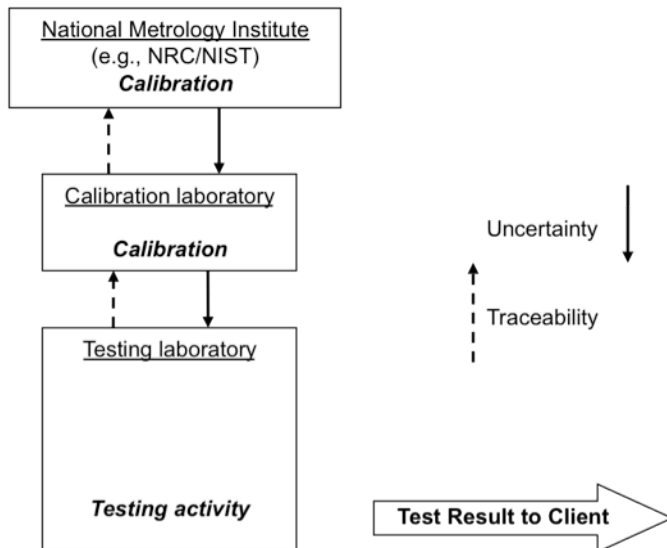 National Metrology Institute
(e.g., NRC/NIST)
Calibration
Calibration laboratory
Calibration
Uncertainty
Traceability
Testing laboratory
Testing activity
Test Result to Client